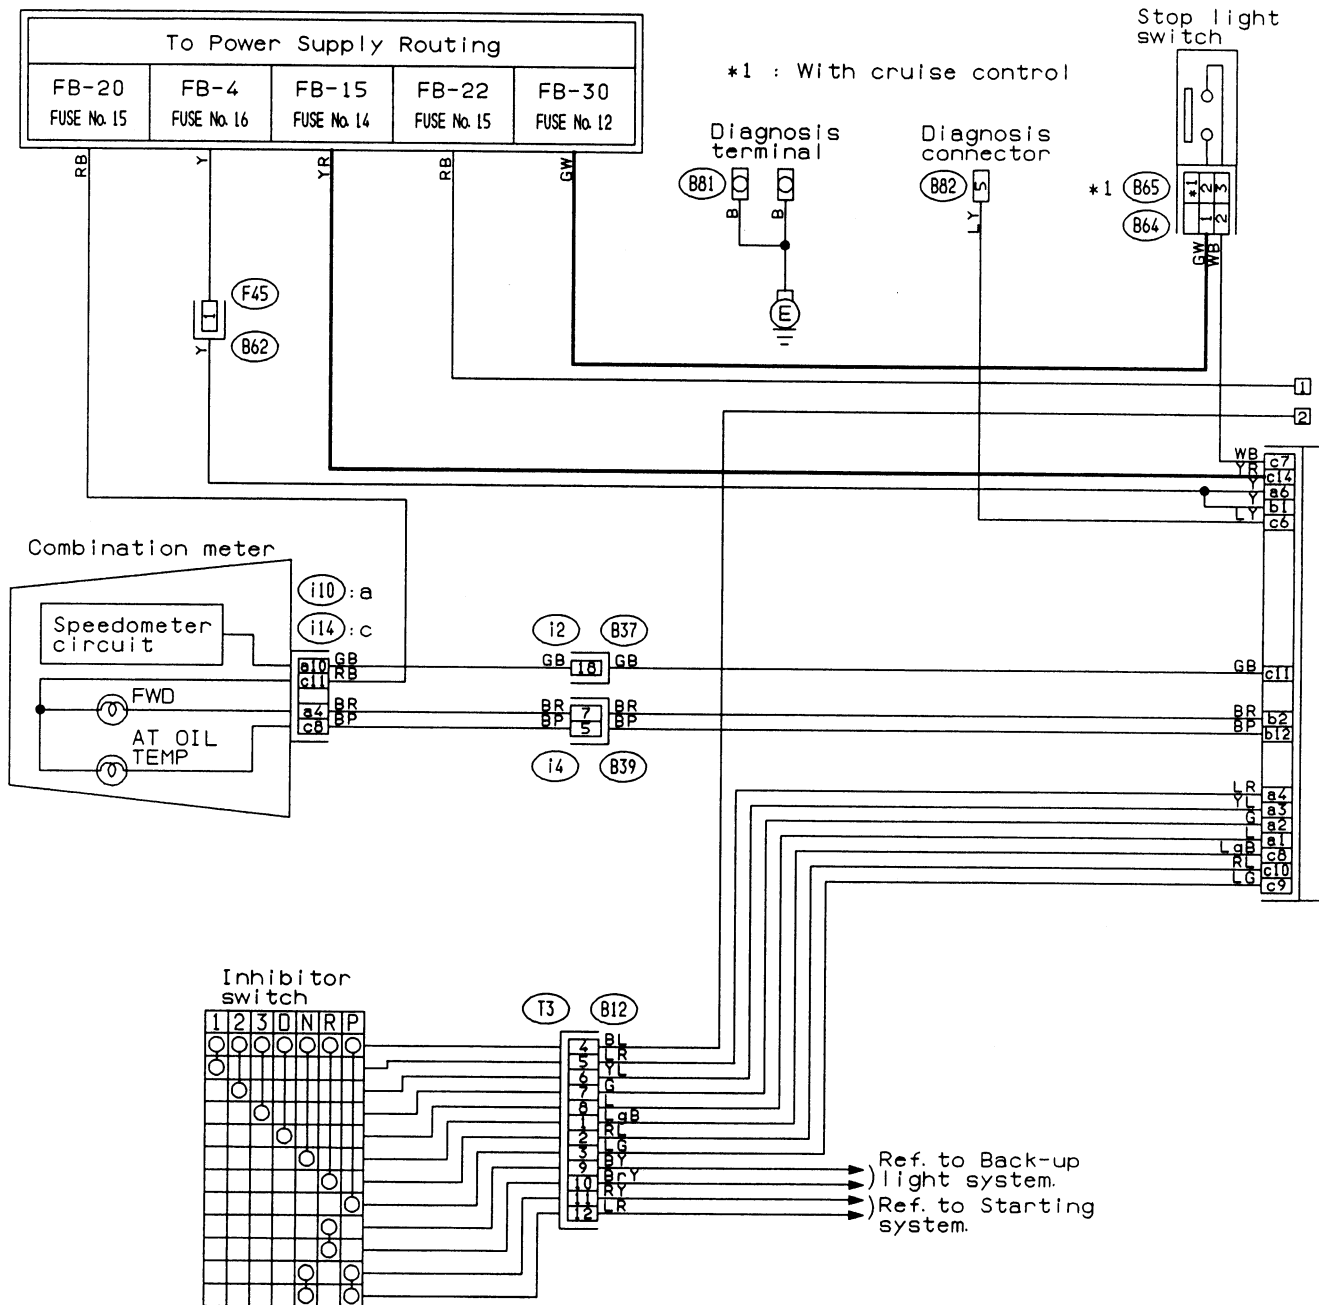 To Power Supply Routing
FB-20
FUSE No. 15
FB-4
FUSE No. 16
FB-15
FUSE No. 14
FB-22
FUSE No. 15
FB-30
FUSE No. 12
RB
Y
YR
RB
GW
*1 : With cruise control
Stop light
switch
Diagnosis
terminal
B81
B
B
E
Diagnosis
connector
B82
5
LY
*1 B65
B64
*1 2 3
1 2
GW
WB
F45
1
B62
Y
1
2
WB c7
YR c14
Y a6
Y b1
LY c6
Combination meter
i10 : a
i14 : c
Speedometer
circuit
FWD
AT OIL
TEMP
a10 GB
c11 RB
a4 BR
c8 BP
i2 B37
GB 18 GB
BR 7 BR
BP 5 BP
i4 B39
GB c11
BR b2
BP b12
LR a4
YL a3
G a2
L a1
LgB c8
RL c10
LG c9
Inhibitor
switch
1 2 3 D N R P
T3 B12
4 BL
5 LR
6 YL
7 G
8 L
1 LgB
2 RL
3 LG
9 BY
10 BrY
11 RY
12 LR
Ref. to Back-up
light system.
Ref. to Starting
system.